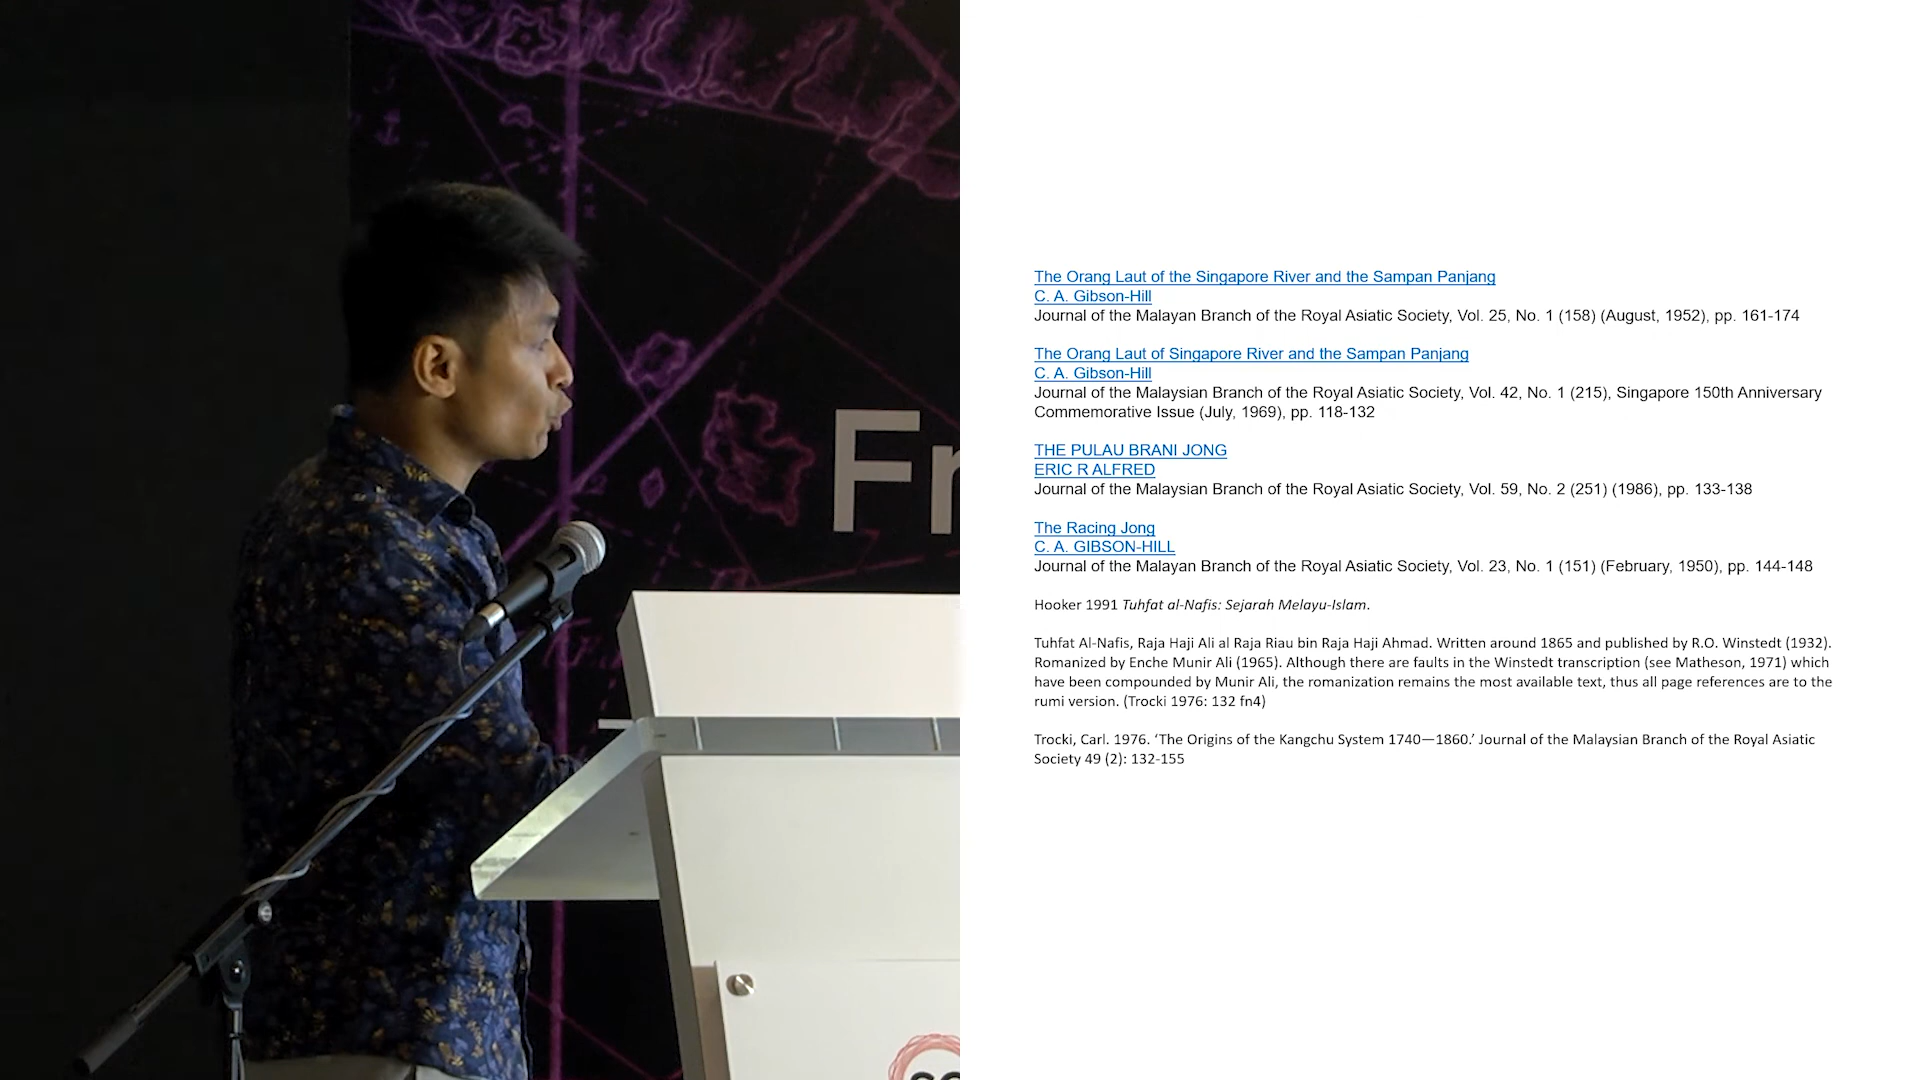 Fr
The Orang Laut of the Singapore River and the Sampan Panjang
C. A. Gibson-Hill
Journal of the Malayan Branch of the Royal Asiatic Society, Vol. 25, No. 1 (158) (August, 1952), pp. 161-174
The Orang Laut of Singapore River and the Sampan Panjang
C. A. Gibson-Hill
Journal of the Malaysian Branch of the Royal Asiatic Society, Vol. 42, No. 1 (215), Singapore 150th Anniversary
Commemorative Issue (July, 1969), pp. 118-132
THE PULAU BRANI JONG
ERIC R ALFRED
Journal of the Malaysian Branch of the Royal Asiatic Society, Vol. 59, No. 2 (251) (1986), pp. 133-138
The Racing Jong
C. A. GIBSON-HILL
Journal of the Malayan Branch of the Royal Asiatic Society, Vol. 23, No. 1 (151) (February, 1950), pp. 144-148
Hooker 1991 Tuhfat al-Nafis: Sejarah Melayu-Islam.
Tuhfat Al-Nafis, Raja Haji Ali al Raja Riau bin Raja Haji Ahmad. Written around 1865 and published by R.O. Winstedt (1932).
Romanized by Enche Munir Ali (1965). Although there are faults in the Winstedt transcription (see Matheson, 1971) which
have been compounded by Munir Ali, the romanization remains the most available text, thus all page references are to the
rumi version. (Trocki 1976: 132 fn4)
Trocki, Carl. 1976. ‘The Origins of the Kangchu System 1740—1860.’ Journal of the Malaysian Branch of the Royal Asiatic
Society 49 (2): 132-155